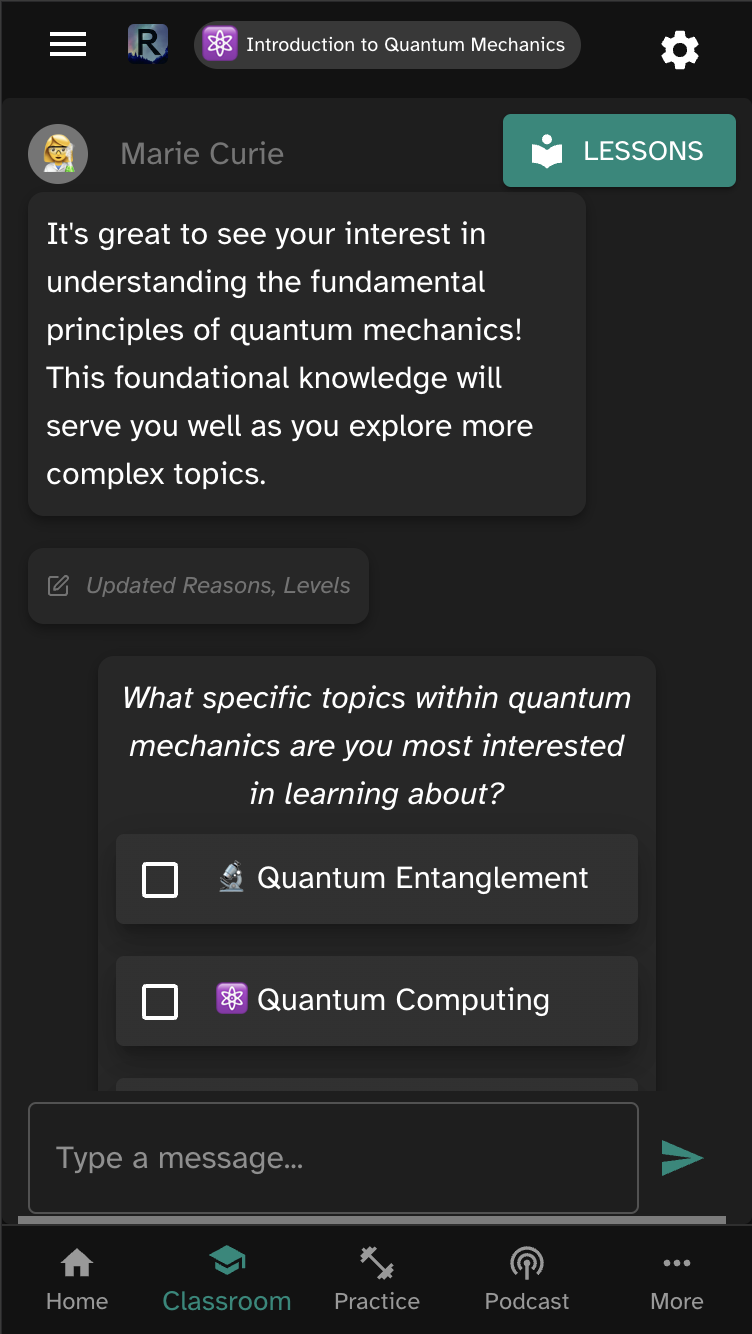 R
Introduction to Quantum Mechanics
Marie Curie
LESSONS
It's great to see your interest in
understanding the fundamental
principles of quantum mechanics!
This foundational knowledge will
serve you well as you explore more
complex topics.
Updated Reasons, Levels
What specific topics within quantum
mechanics are you most interested
in learning about?
Quantum Entanglement
Quantum Computing
Type a message...
Home
Classroom
Practice
Podcast
More